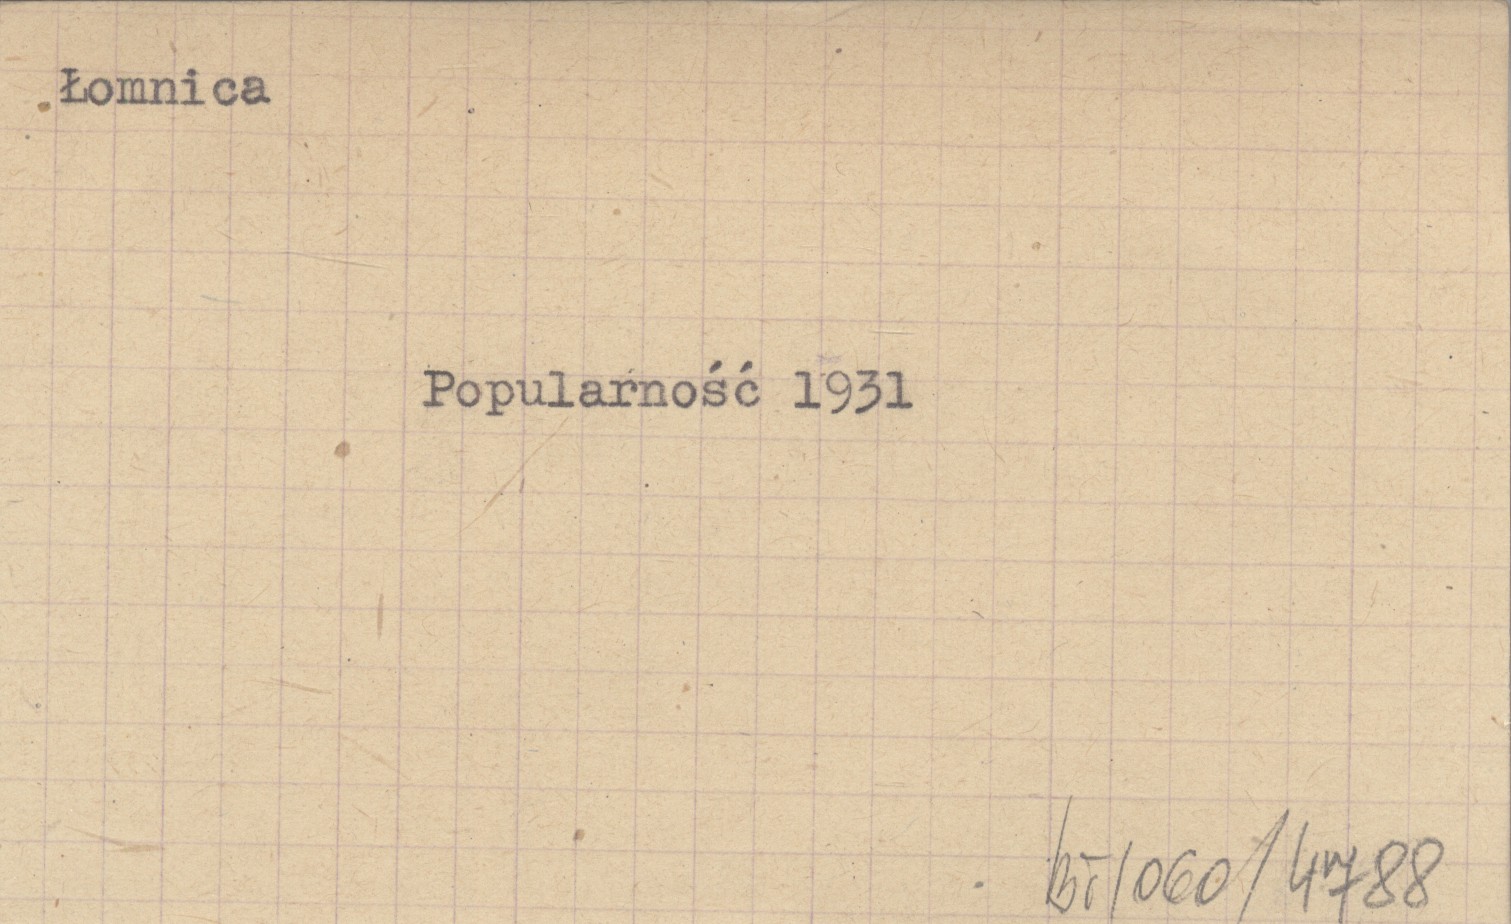 Łomnica
Popularność 1931
BT/060/4788